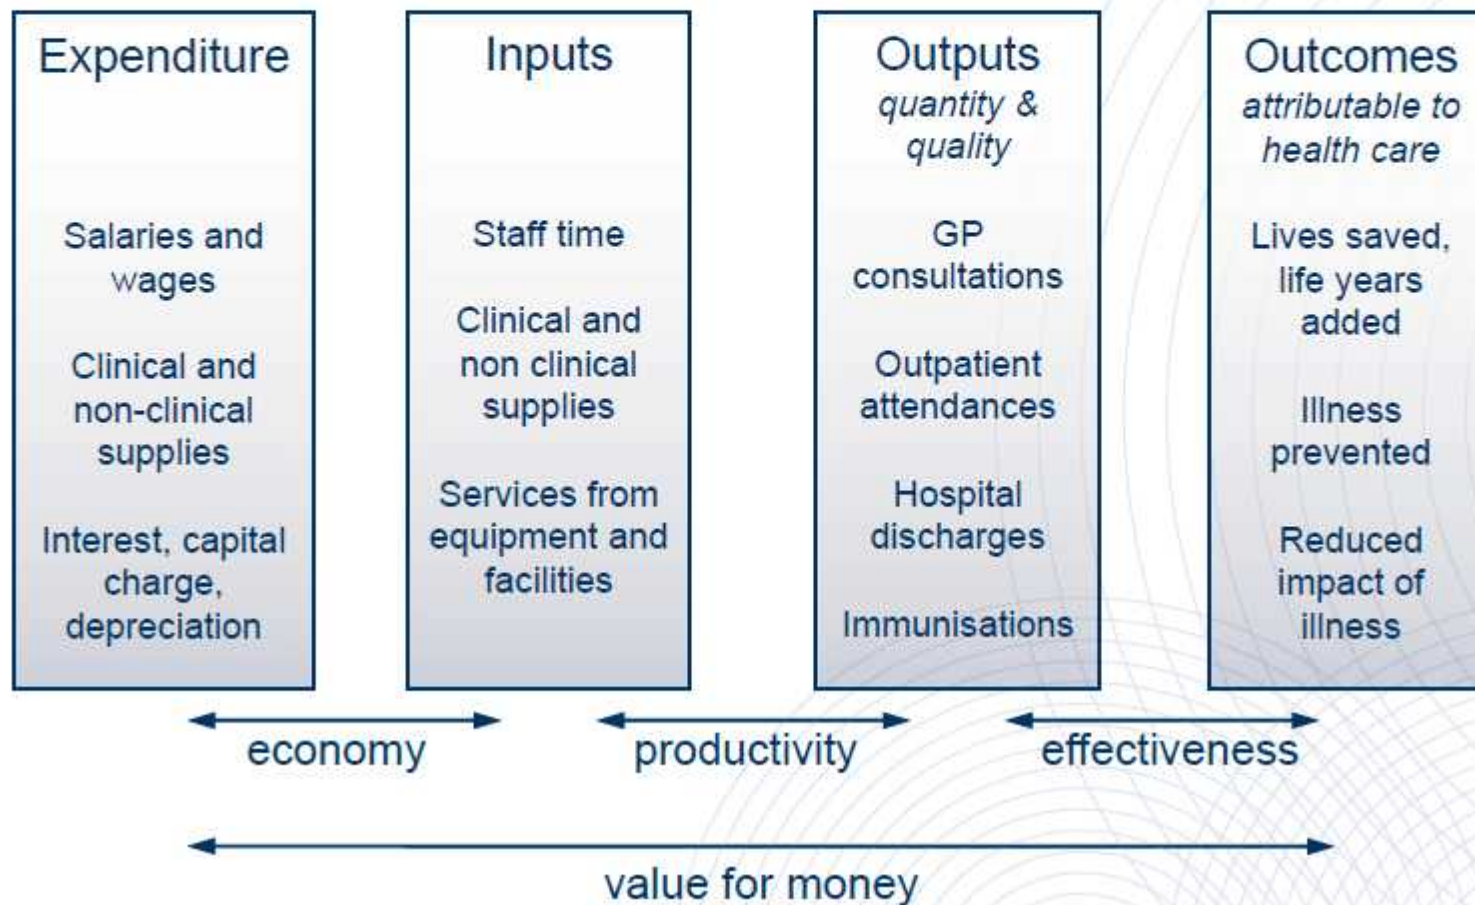 Expenditure
Salaries and
wages
Clinical and
non-clinical
supplies
Interest, capital
charge,
depreciation
Inputs
Staff time
Clinical and
non clinical
supplies
Services from
equipment and
facilities
Outputs
quantity &
quality
GP
consultations
Outpatient
attendances
Hospital
discharges
Immunisations
Outcomes
attributable to
health care
Lives saved,
life years
added
Illness
prevented
Reduced
impact of
illness
economy
productivity
effectiveness
value for money